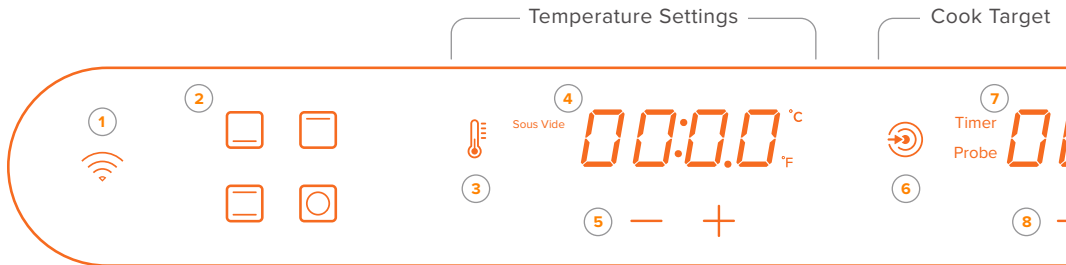 Temperature Settings
Cook Target
1
2
3
4
Sous Vide
00:0.0
°C
°F
5
6
7
Timer
Probe
8